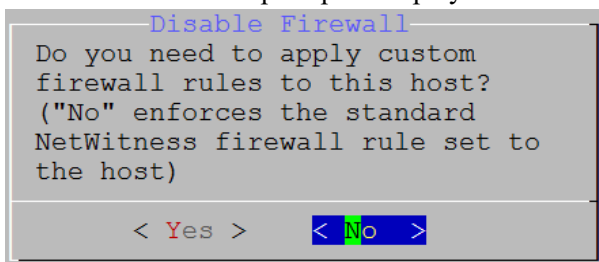 Disable Firewall
Do you need to apply custom
firewall rules to this host?
("No" enforces the standard
NetWitness firewall rule set to
the host)
< Yes > < No >